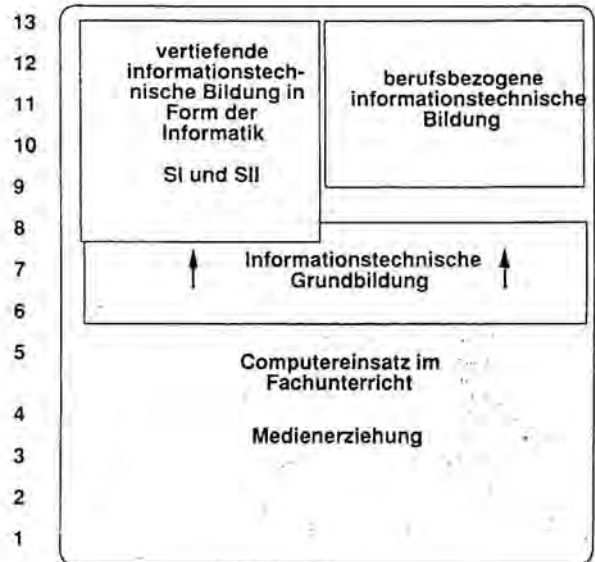 13
12
11
10
9
8
7
6
5
4
3
2
1
vertiefende
informationstech-
nische Bildung in
Form der
Informatik
SI und SII
berufsbezogene
informationstechnische
Bildung
Informationstechnische
Grundbildung
Computereinsatz im
Fachunterricht
Medienerziehung